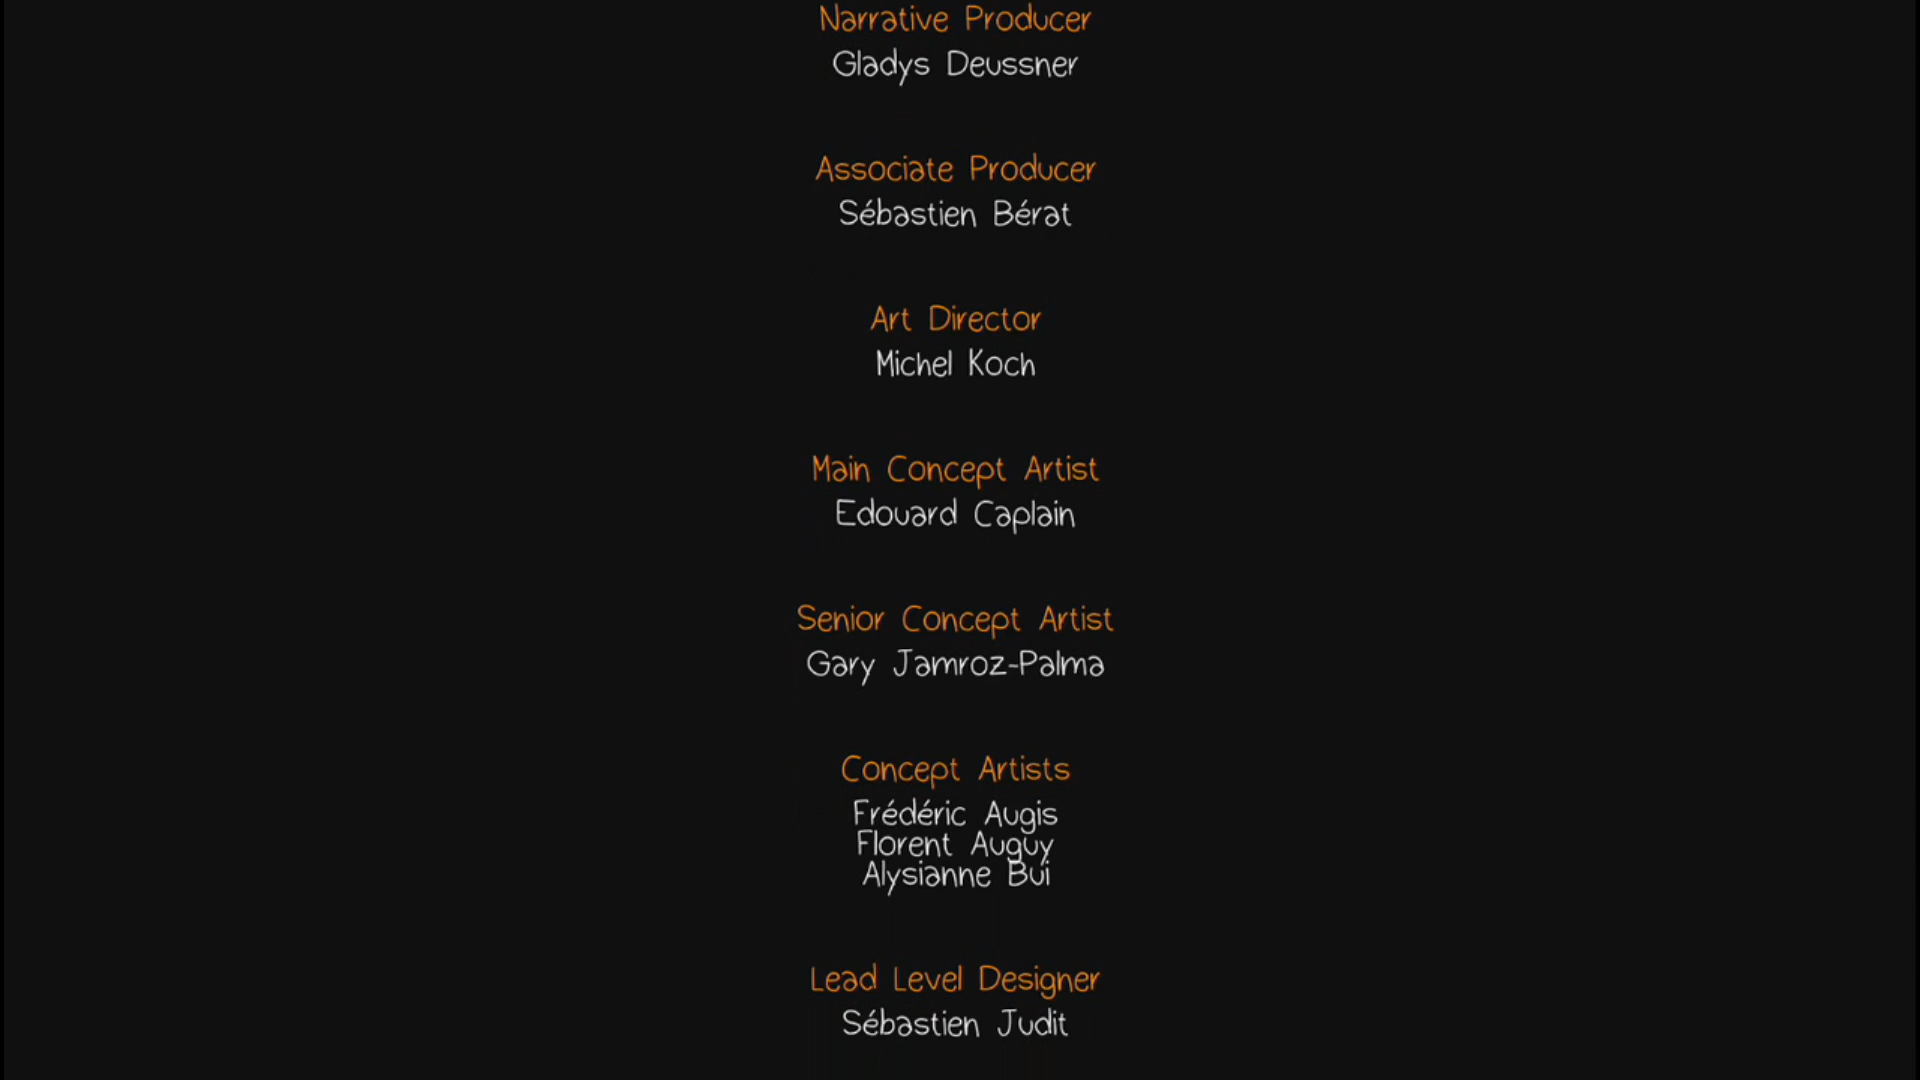 Narrative Producer
Gladys Deussner
Associate Producer
Sébastien Bérat
Art Director
Michel Koch
Main Concept Artist
Edouard Caplain
Senior Concept Artist
Gary Jamroz-Palma
Concept Artists
Frédéric Augis
Florent Auguy
Alysianne Bui
Lead Level Designer
Sébastien Judit